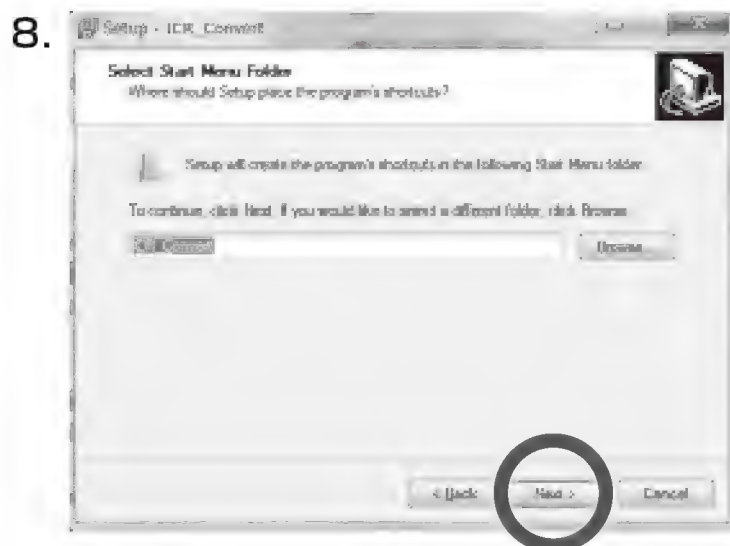 8.
Setup - ICR_Convert
Select Start Menu Folder
Where should Setup place the program's shortcuts?
Setup will create the program's shortcuts in the following Start Menu folder.
To continue, click Next. If you would like to select a different folder, click Browse.
Convert
Browse...
< Back
Next >
Cancel